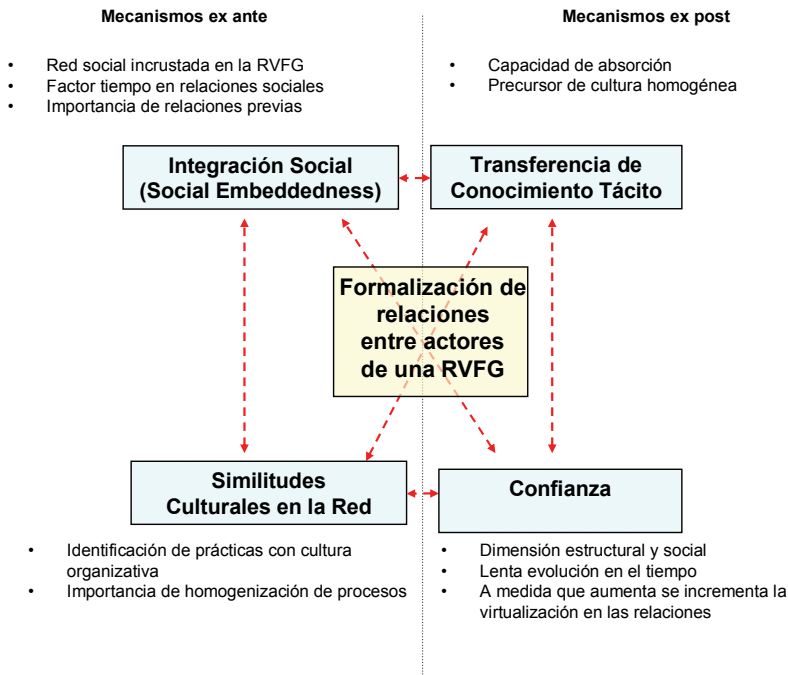 Mecanismos ex ante
Mecanismos ex post
• Red social incrustada en la RVFG
• Factor tiempo en relaciones sociales
• Importancia de relaciones previas
• Capacidad de absorción
• Precursor de cultura homogénea
Integración Social
(Social Embeddedness)
Transferencia de
Conocimiento Tácito
Formalización de
relaciones
entre actores
de una RVFG
Similitudes
Culturales en la Red
Confianza
• Identificación de prácticas con cultura
organizativa
• Importancia de homogenización de procesos
• Dimensión estructural y social
• Lenta evolución en el tiempo
• A medida que aumenta se incrementa la
virtualización en las relaciones